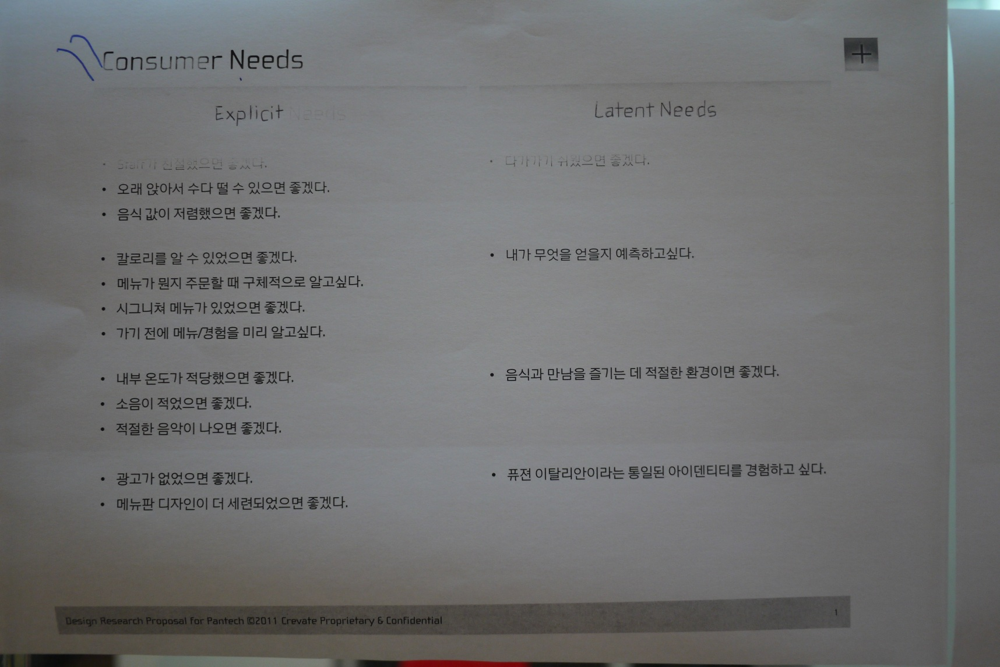 Consumer Needs
Explicit Needs
Staff가 친절했으면 좋겠다.
오래 앉아서 수다 떨 수 있으면 좋겠다.
음식 값이 저렴했으면 좋겠다.
칼로리를 알 수 있었으면 좋겠다.
메뉴가 뭔지 주문할 때 구체적으로 알고싶다.
시그니쳐 메뉴가 있었으면 좋겠다.
가기 전에 메뉴/경험을 미리 알고싶다.
내부 온도가 적당했으면 좋겠다.
소음이 적었으면 좋겠다.
적절한 음악이 나오면 좋겠다.
광고가 없었으면 좋겠다.
메뉴판 디자인이 더 세련되었으면 좋겠다.
Latent Needs
다가가기 쉬웠으면 좋겠다.
내가 무엇을 얻을지 예측하고싶다.
음식과 만남을 즐기는 데 적절한 환경이면 좋겠다.
퓨젼 이탈리안이라는 통일된 아이덴티티를 경험하고 싶다.
Design Research Proposal for Pantech ©2011 Crevate Proprietary & Confidential
1